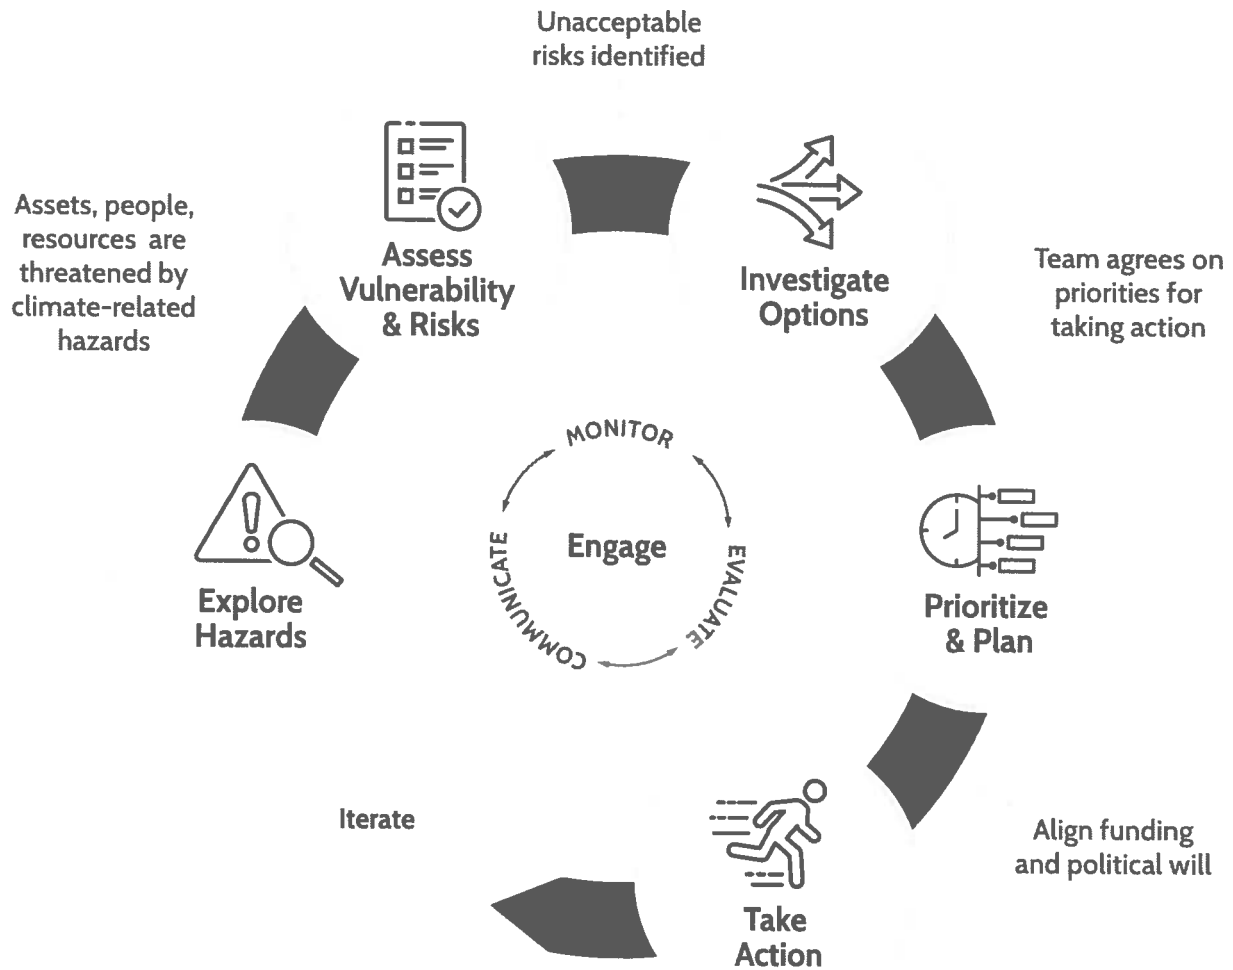 Unacceptable
risks identified
Assess
Vulnerability
& Risks
Investigate
Options
Assets, people,
resources are
threatened by
climate-related
hazards
Team agrees on
priorities for
taking action
MONITOR
Engage
EVALUATE
COMMUNICATE
Explore
Hazards
Prioritize
& Plan
Iterate
Align funding
and political will
Take
Action